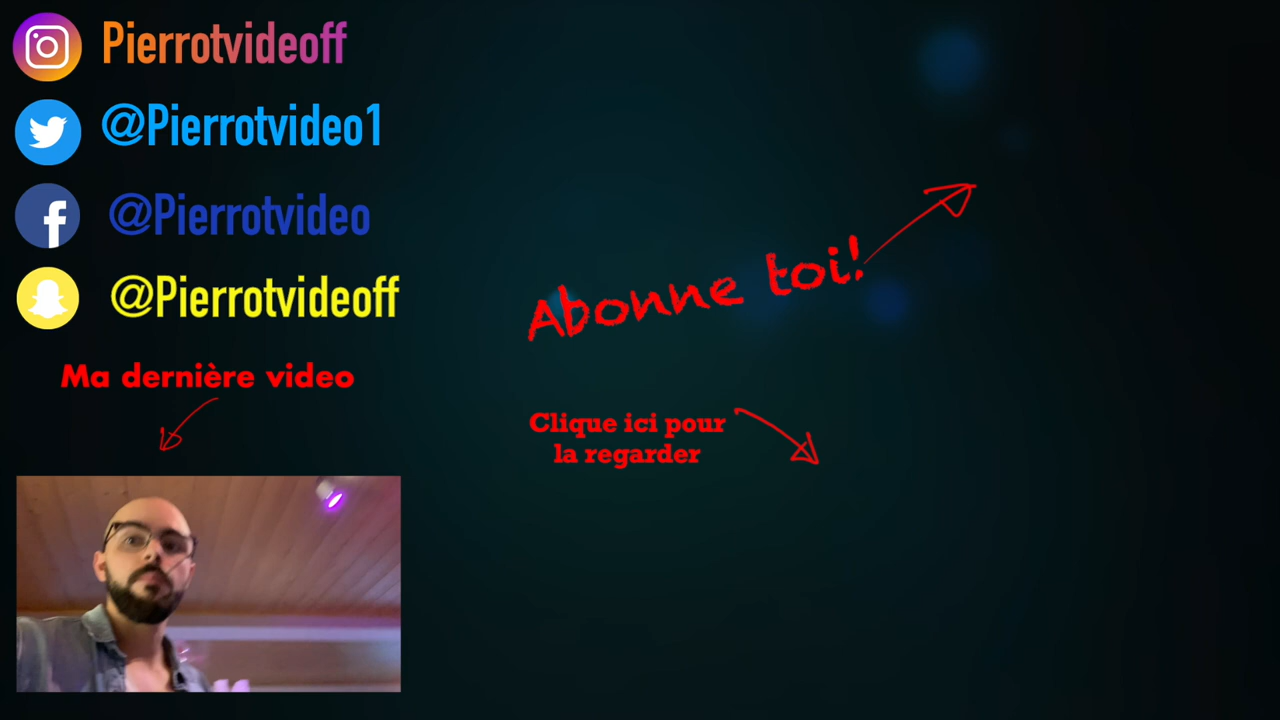 Pierrotvideoff
@Pierrotvideo1
@Pierrotvideo
@Pierrotvideoff
Ma dernière video
Abonne toi!
Clique ici pour
la regarder